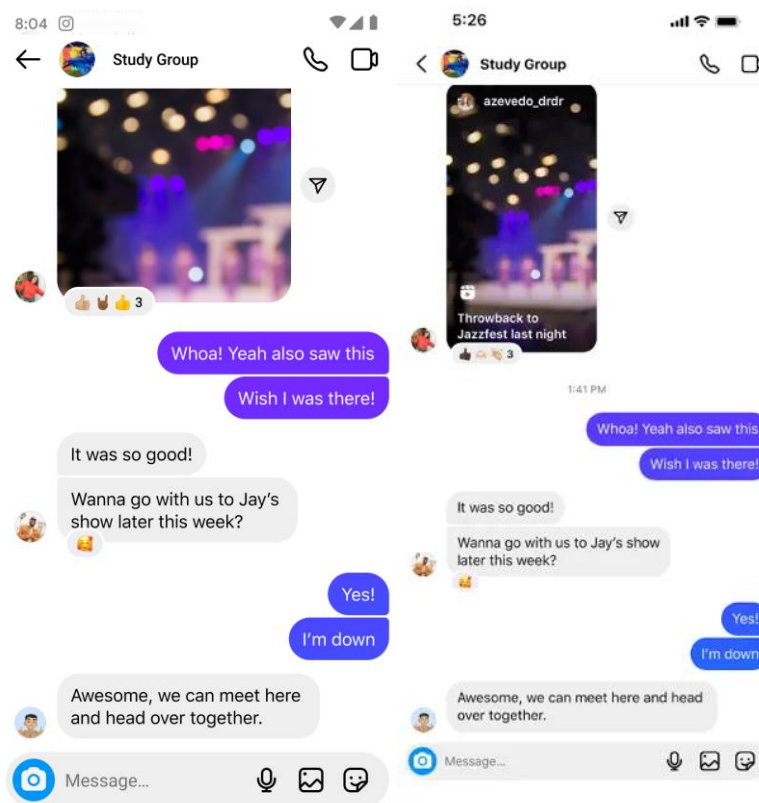 8:04
Study Group
3
Whoa! Yeah also saw this
Wish I was there!
It was so good!
Wanna go with us to Jay's
show later this week?
Yes!
I'm down
Awesome, we can meet here
and head over together.
Message...
5:26
Study Group
azevedo_drdr
Throwback to
Jazzfest last night
3
1:41 PM
Whoa! Yeah also saw this
Wish I was there!
It was so good!
Wanna go with us to Jay's show
later this week?
Yes!
I'm down
Awesome, we can meet here and head
over together.
Message...